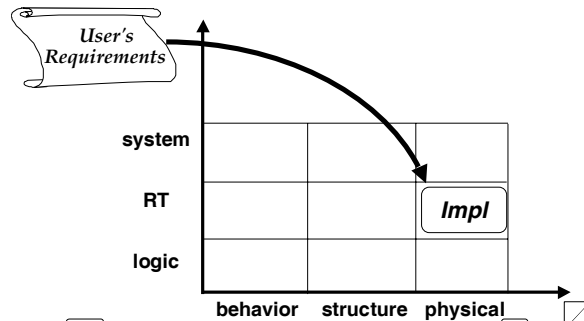 User's
Requirements
system
RT
Impl
logic
behavior structure physical